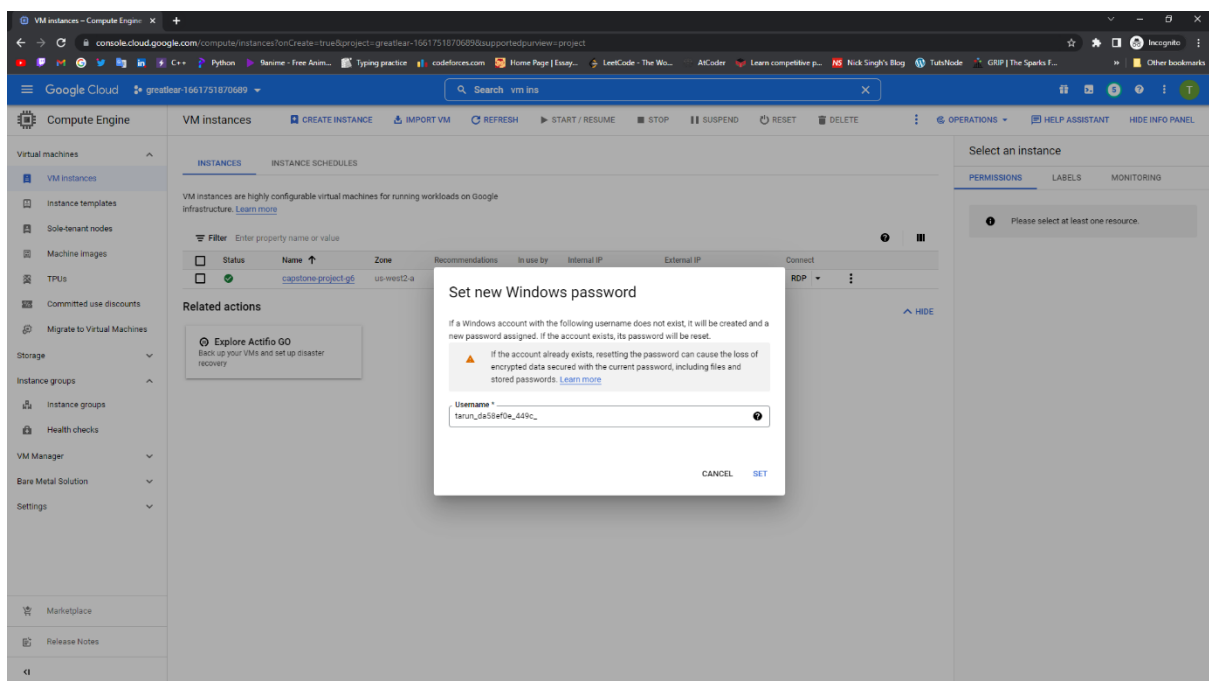 VM instances – Compute Engine
console.cloud.google.com/compute/instances?onCreate=true&project=greatlear-1661751870689&supportedpurview=project
Incognito
C++
Python
9anime - Free Anim...
Typing practice
codeforces.com
Home Page | Essay...
LeetCode - The Wo...
AtCoder
Learn competitive p...
NS
Nick Singh's Blog
TutsNode
GRIP | The Sparks F...
Other bookmarks
Google Cloud
greatlear-1661751870689
Search vm ins
S
T
Compute Engine
VM instances
CREATE INSTANCE
IMPORT VM
REFRESH
START / RESUME
STOP
SUSPEND
RESET
DELETE
OPERATIONS
HELP ASSISTANT
HIDE INFO PANEL
Virtual machines
VM instances
Instance templates
Sole-tenant nodes
Machine images
TPUs
Committed use discounts
Migrate to Virtual Machines
Storage
Instance groups
Instance groups
Health checks
VM Manager
Bare Metal Solution
Settings
Marketplace
Release Notes
INSTANCES
INSTANCE SCHEDULES
VM instances are highly configurable virtual machines for running workloads on Google
infrastructure. Learn more
Filter Enter property name or value
Status Name Zone Recommendations In use by Internal IP External IP Connect
capstone-project-g6 us-west2-a RDP
Related actions
HIDE
Explore Actifio GO
Back up your VMs and set up disaster
recovery
Set new Windows password
If a Windows account with the following username does not exist, it will be created and a
new password assigned. If the account exists, its password will be reset.
If the account already exists, resetting the password can cause the loss of
encrypted data secured with the current password, including files and
stored passwords. Learn more
Username *
tarun_da58ef0e_449c_
CANCEL SET
Select an instance
PERMISSIONS
LABELS
MONITORING
Please select at least one resource.